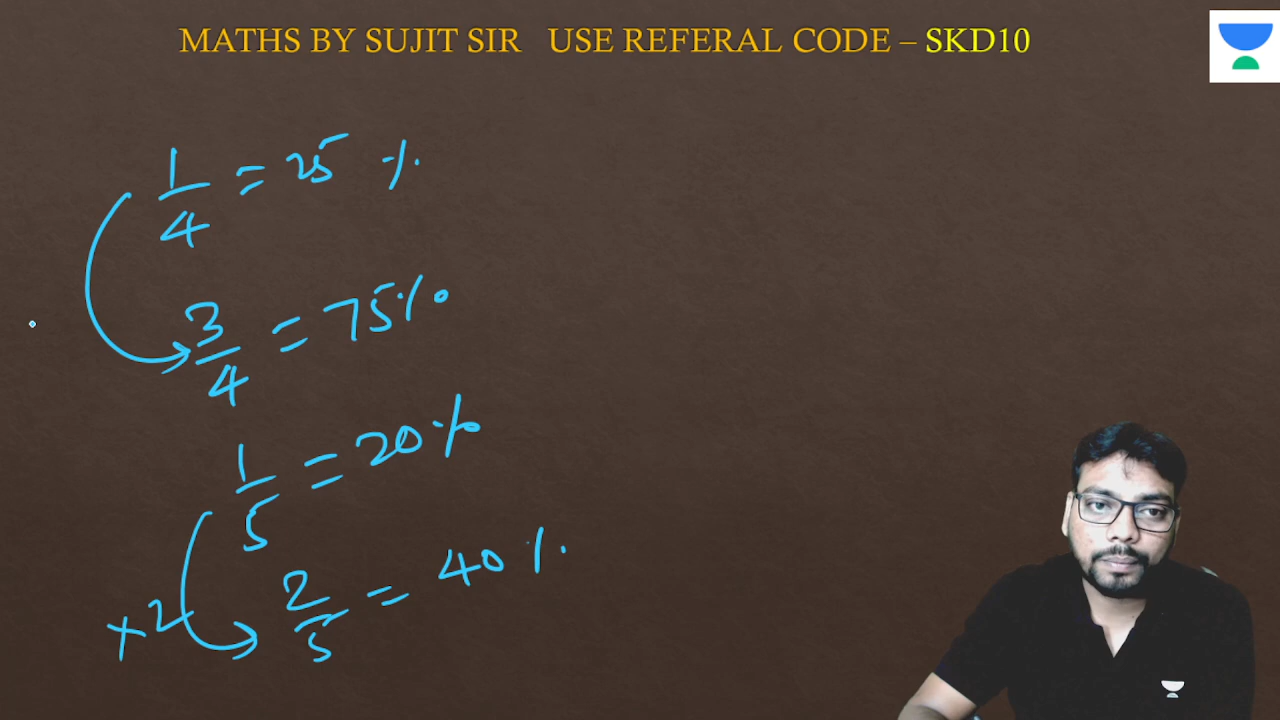 MATHS BY SUJIT SIR USE REFERAL CODE – SKD10
1/4 = 25 %
3/4 = 75%
1/5 = 20%
×2
2/5 = 40 %